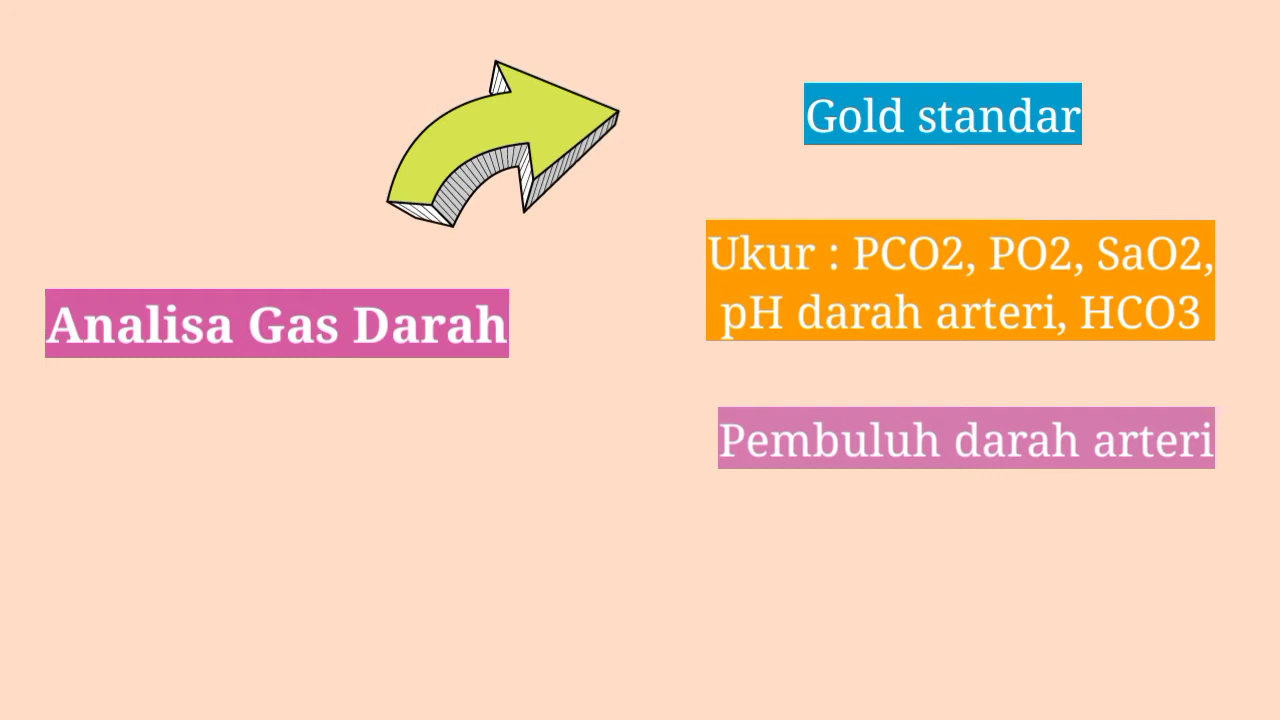 Analisa Gas Darah
Gold standar
Ukur : PCO2, PO2, SaO2,
pH darah arteri, HCO3
Pembuluh darah arteri